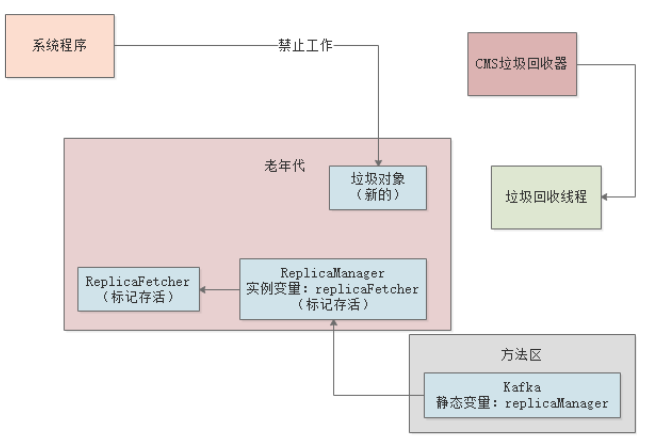 系统程序
禁止工作
CMS垃圾回收器
老年代
垃圾对象
（新的）
垃圾回收线程
ReplicaFetcher
（标记存活）
ReplicaManager
实例变量：replicaFetcher
（标记存活）
方法区
Kafka
静态变量：replicaManager